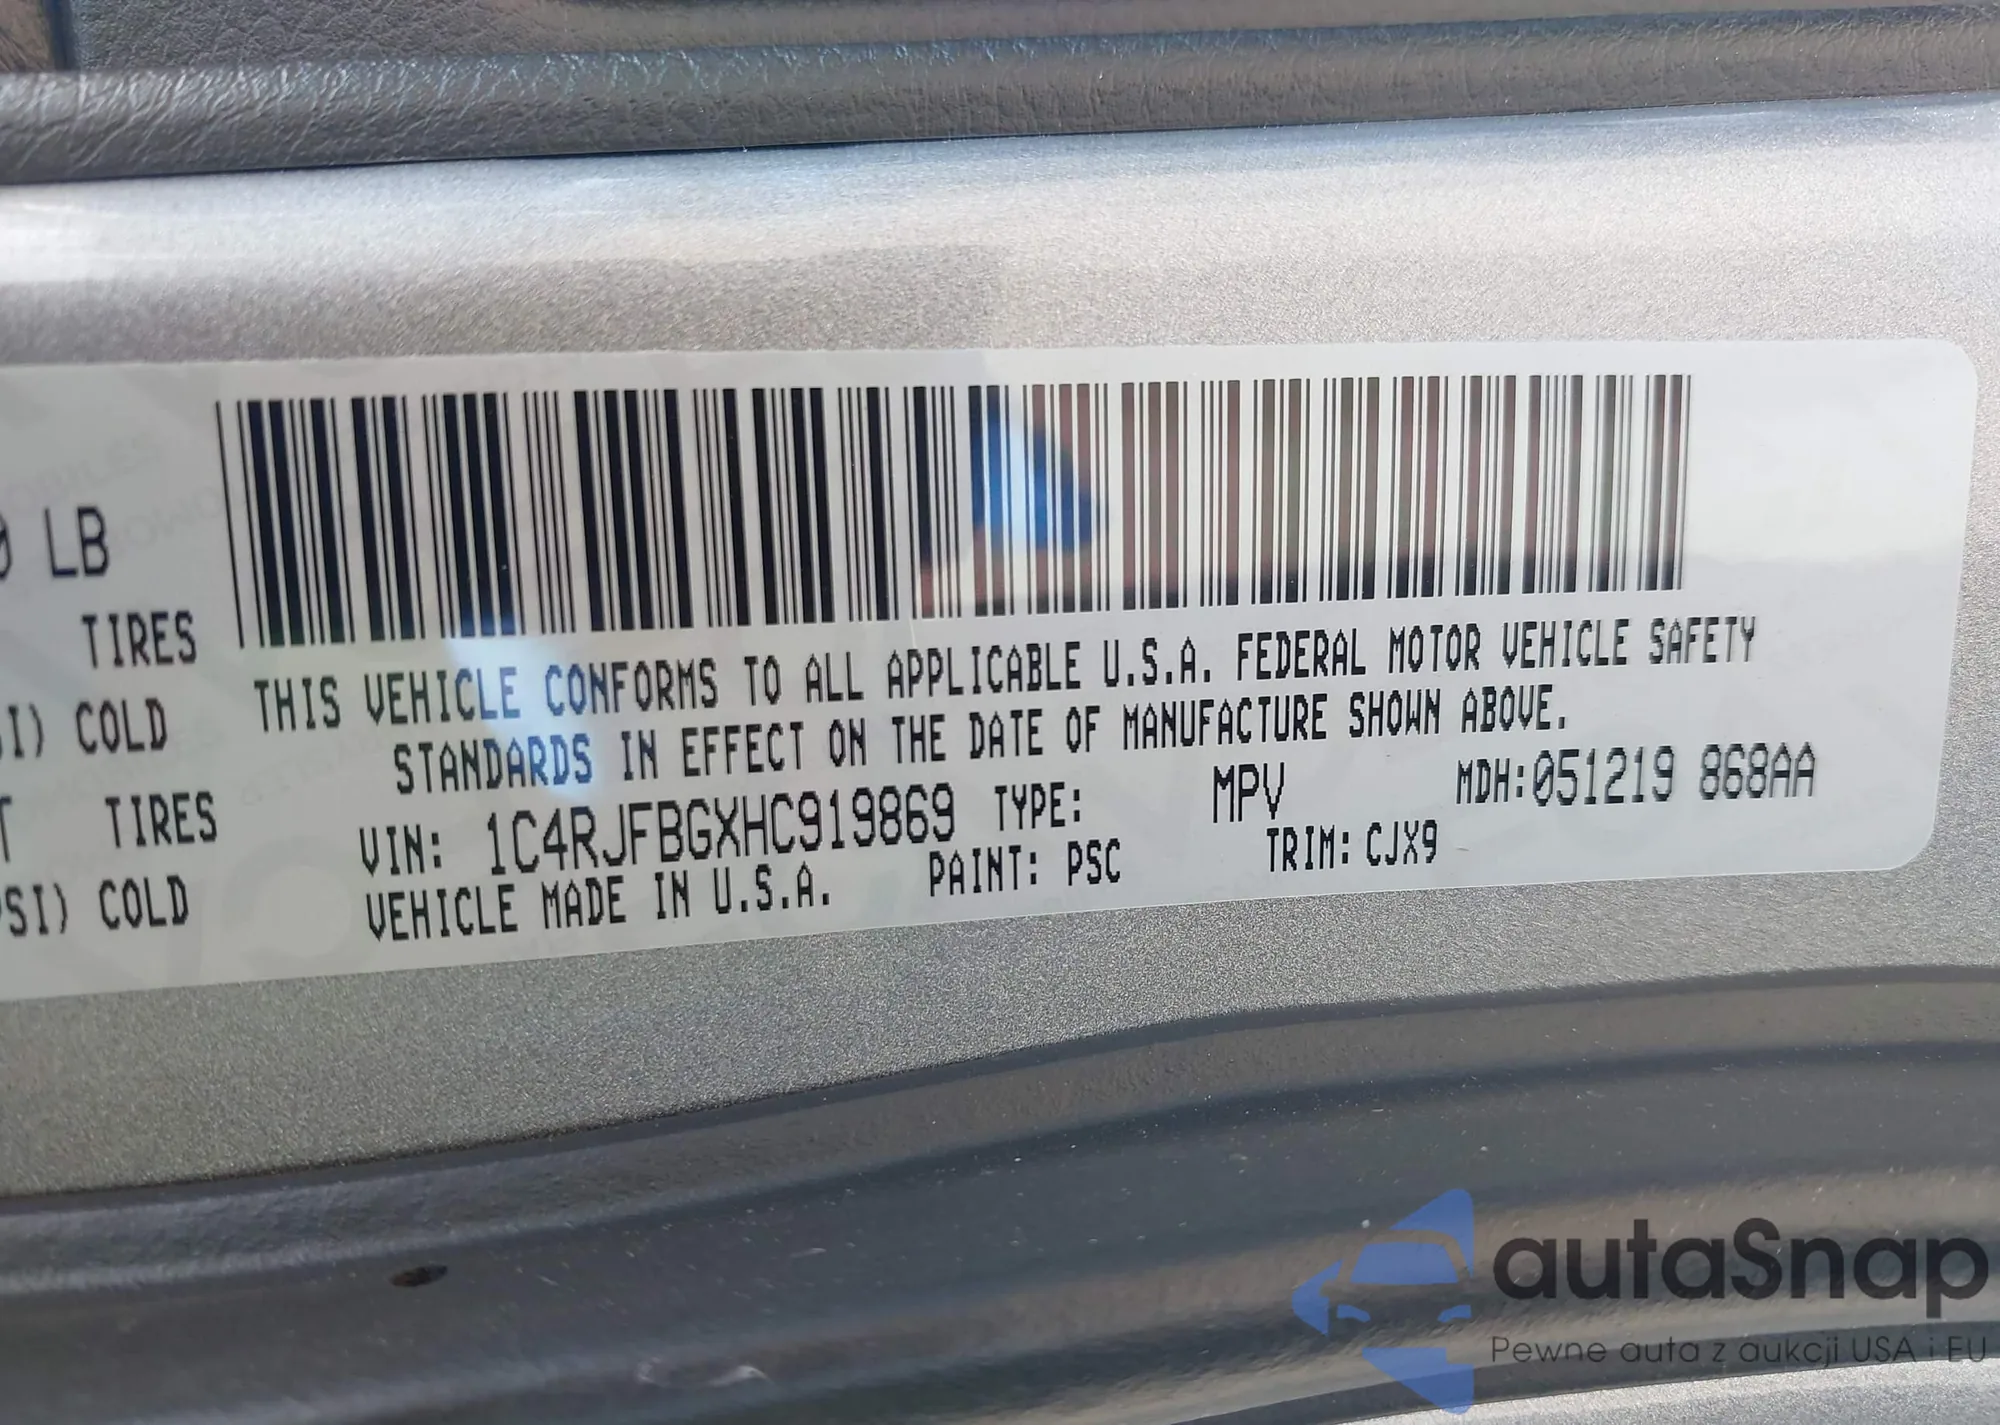 LB
TIRES
COLD
TIRES
COLD
THIS VEHICLE CONFORMS TO ALL APPLICABLE U.S.A. FEDERAL MOTOR VEHICLE SAFETY
STANDARDS IN EFFECT ON THE DATE OF MANUFACTURE SHOWN ABOVE.
VIN: 1C4RJFBGXHC919869 TYPE: MPV MDH:051219 868AA
VEHICLE MADE IN U.S.A. PAINT: PSC TRIM: CJX9
autaSnap
Pewne auta z aukcji USA i EU